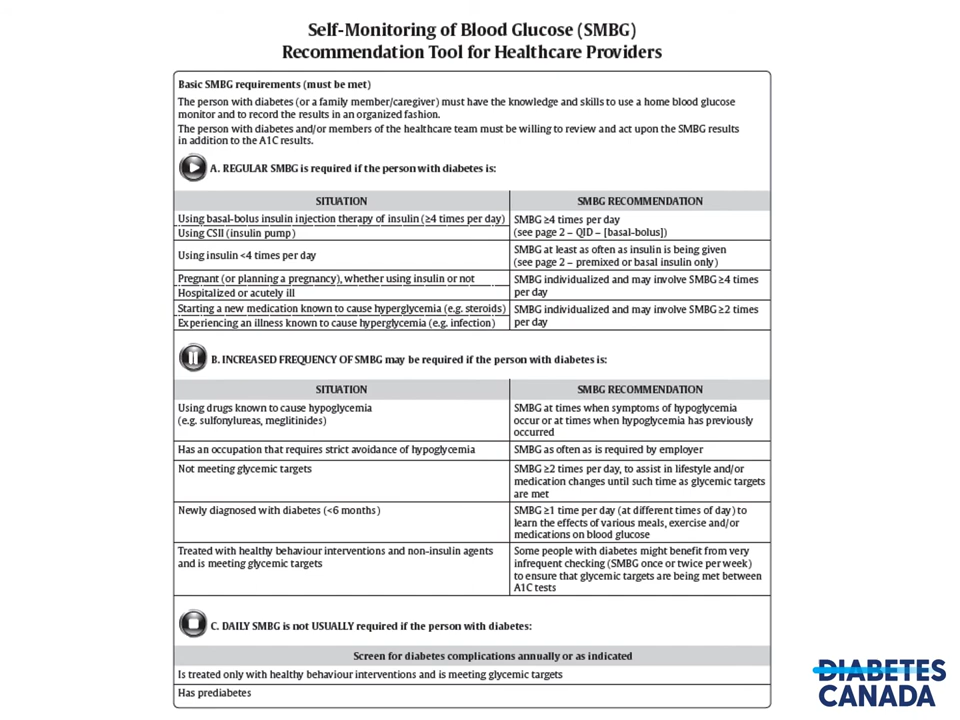 Self-Monitoring of Blood Glucose (SMBG)
Recommendation Tool for Healthcare Providers
Basic SMBG requirements (must be met)
The person with diabetes (or a family member/caregiver) must have the knowledge and skills to use a home blood glucose
monitor and to record the results in an organized fashion.
The person with diabetes and/or members of the healthcare team must be willing to review and act upon the SMBG results
in addition to the A1C results.
A. REGULAR SMBG is required if the person with diabetes is:
SITUATION
SMBG RECOMMENDATION
Using basal-bolus insulin injection therapy of insulin (≥4 times per day)
Using CSII (insulin pump)
SMBG ≥4 times per day
(see page 2 – QID – [basal-bolus])
Using insulin <4 times per day
SMBG at least as often as insulin is being given
(see page 2 – premixed or basal insulin only)
Pregnant (or planning a pregnancy), whether using insulin or not
Hospitalized or acutely ill
SMBG individualized and may involve SMBG ≥4 times
per day
Starting a new medication known to cause hyperglycemia (e.g. steroids)
Experiencing an illness known to cause hyperglycemia (e.g. infection)
SMBG individualized and may involve SMBG ≥2 times
per day
B. INCREASED FREQUENCY OF SMBG may be required if the person with diabetes is:
SITUATION
SMBG RECOMMENDATION
Using drugs known to cause hypoglycemia
(e.g. sulfonylureas, meglitinides)
SMBG at times when symptoms of hypoglycemia
occur or at times when hypoglycemia has previously
occurred
Has an occupation that requires strict avoidance of hypoglycemia
SMBG as often as is required by employer
Not meeting glycemic targets
SMBG ≥2 times per day, to assist in lifestyle and/or
medication changes until such time as glycemic targets
are met
Newly diagnosed with diabetes (<6 months)
SMBG ≥1 time per day (at different times of day) to
learn the effects of various meals, exercise and/or
medications on blood glucose
Treated with healthy behaviour interventions and non-insulin agents
and is meeting glycemic targets
Some people with diabetes might benefit from very
infrequent checking (SMBG once or twice per week)
to ensure that glycemic targets are being met between
A1C tests
C. DAILY SMBG is not USUALLY required if the person with diabetes:
Screen for diabetes complications annually or as indicated
Is treated only with healthy behaviour interventions and is meeting glycemic targets
Has prediabetes
DIABETES
CANADA